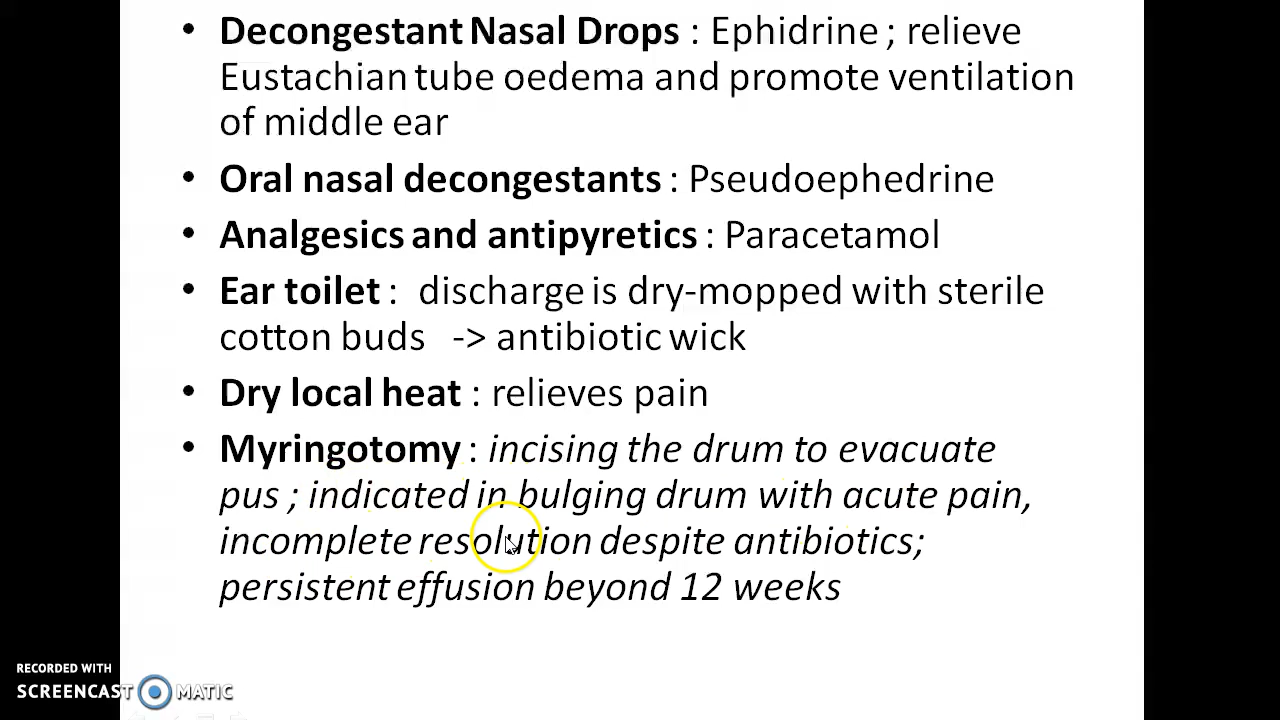 • Decongestant Nasal Drops : Ephidrine ; relieve
Eustachian tube oedema and promote ventilation
of middle ear
• Oral nasal decongestants : Pseudoephedrine
• Analgesics and antipyretics : Paracetamol
• Ear toilet : discharge is dry-mopped with sterile
cotton buds -> antibiotic wick
• Dry local heat : relieves pain
• Myringotomy : incising the drum to evacuate
pus ; indicated in bulging drum with acute pain,
incomplete resolution despite antibiotics;
persistent effusion beyond 12 weeks
RECORDED WITH
SCREENCAST MATIC